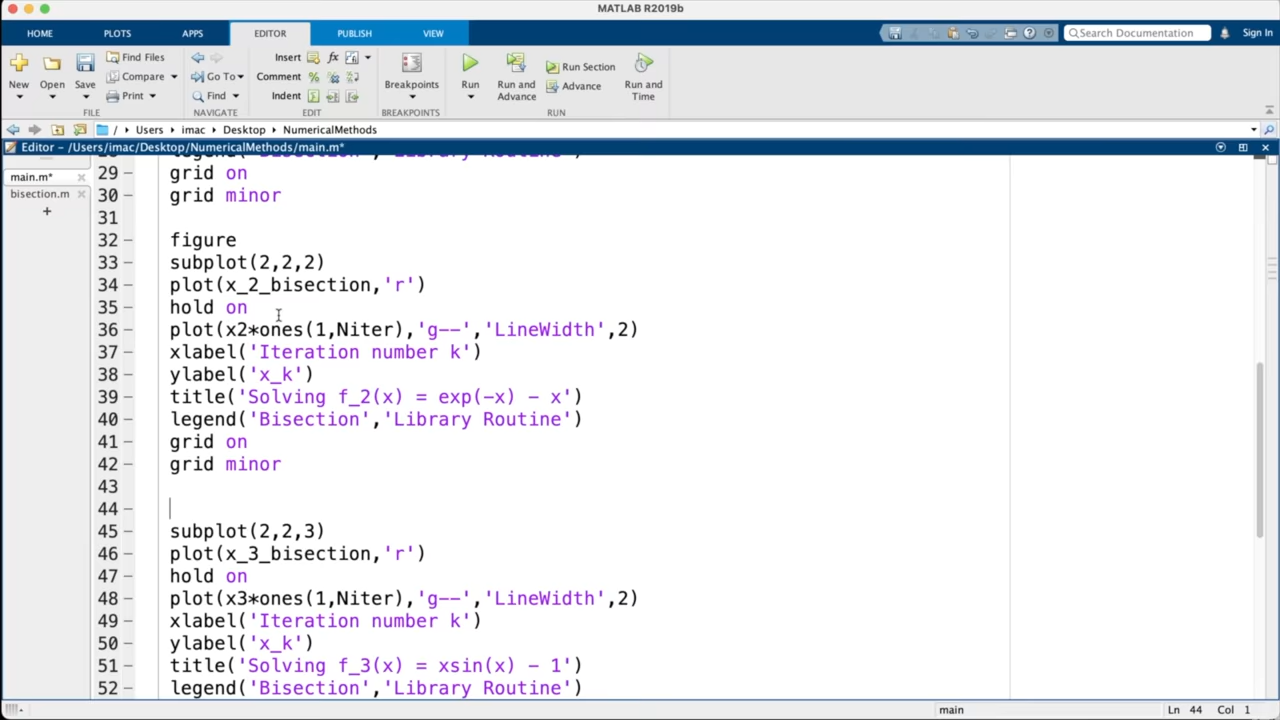 MATLAB R2019b
HOME PLOTS APPS EDITOR PUBLISH VIEW Search Documentation Sign In
New Open Save Find Files Compare Print
FILE
Go To Find
NAVIGATE
Insert fx
Comment %
Indent
EDIT
Breakpoints
BREAKPOINTS
Run Run and Advance Run Section Advance Run and Time
RUN
/ Users imac Desktop NumericalMethods
Editor – /Users/imac/Desktop/NumericalMethods/main.m*
main.m*
bisection.m
+
29 – grid on
30 – grid minor
31
32 – figure
33 – subplot(2,2,2)
34 – plot(x_2_bisection,'r')
35 – hold on
36 – plot(x2*ones(1,Niter),'g--','LineWidth',2)
37 – xlabel('Iteration number k')
38 – ylabel('x_k')
39 – title('Solving f_2(x) = exp(-x) - x')
40 – legend('Bisection','Library Routine')
41 – grid on
42 – grid minor
43
44 –
45 – subplot(2,2,3)
46 – plot(x_3_bisection,'r')
47 – hold on
48 – plot(x3*ones(1,Niter),'g--','LineWidth',2)
49 – xlabel('Iteration number k')
50 – ylabel('x_k')
51 – title('Solving f_3(x) = xsin(x) - 1')
52 – legend('Bisection','Library Routine')
main Ln 44 Col 1